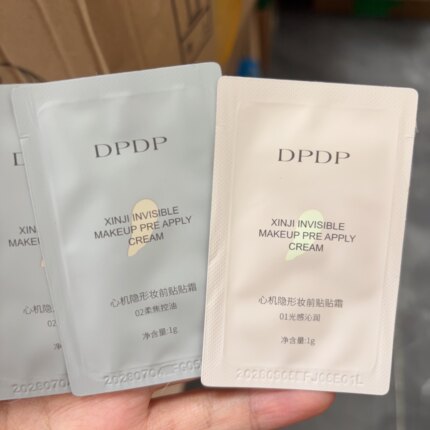 DPDP
XINJI INVISIBLE
MAKEUP PRE APPLY
CREAM
心机隐形妆前贴贴霜
02柔焦控油
净含量:1g
DPDP
XINJI INVISIBLE
MAKEUP PRE APPLY
CREAM
心机隐形妆前贴贴霜
01光感沁润
净含量:1g